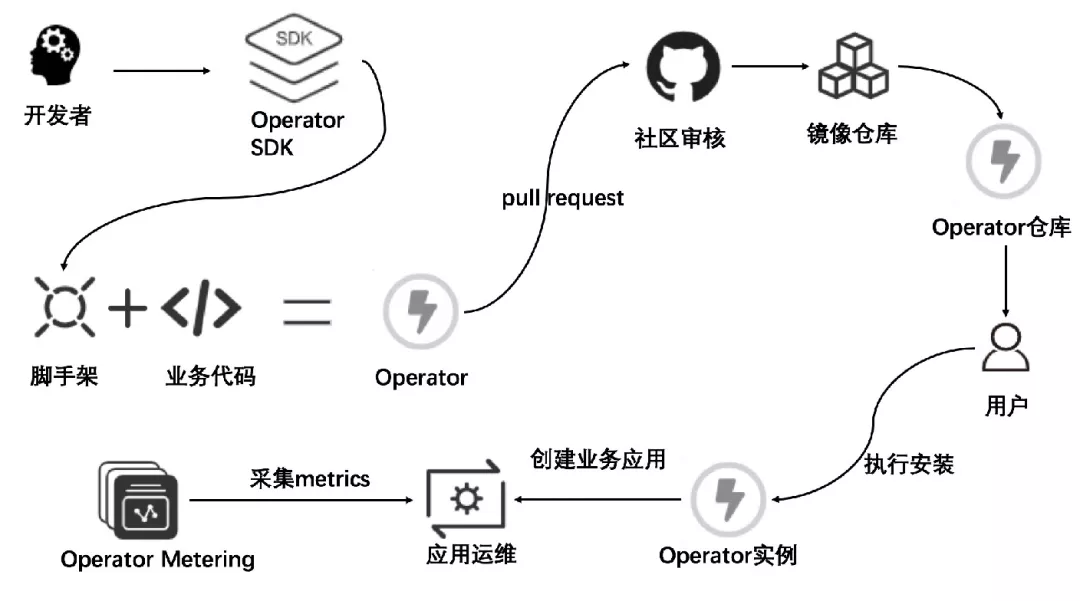 SDK
开发者
Operator
SDK
社区审核
镜像仓库
pull request
Operator仓库
脚手架
业务代码
Operator
用户
执行安装
创建业务应用
采集metrics
Operator Metering
应用运维
Operator实例